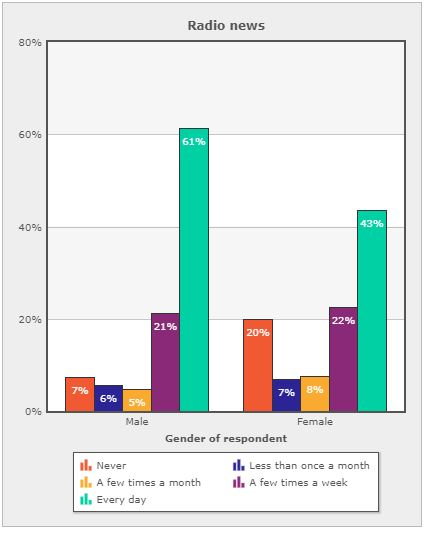 Radio news
80%
60%
40%
20%
0%
7%
6%
5%
21%
61%
20%
7%
8%
22%
43%
Male Female
Gender of respondent
Never Less than once a month
A few times a month A few times a week
Every day